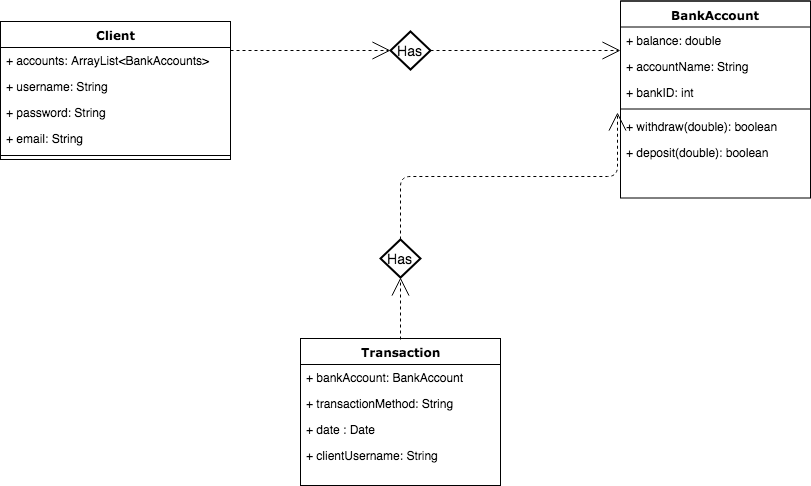 Client
+ accounts: ArrayList<BankAccounts>
+ username: String
+ password: String
+ email: String
Has
BankAccount
+ balance: double
+ accountName: String
+ bankID: int
+ withdraw(double): boolean
+ deposit(double): boolean
Has
Transaction
+ bankAccount: BankAccount
+ transactionMethod: String
+ date : Date
+ clientUsername: String